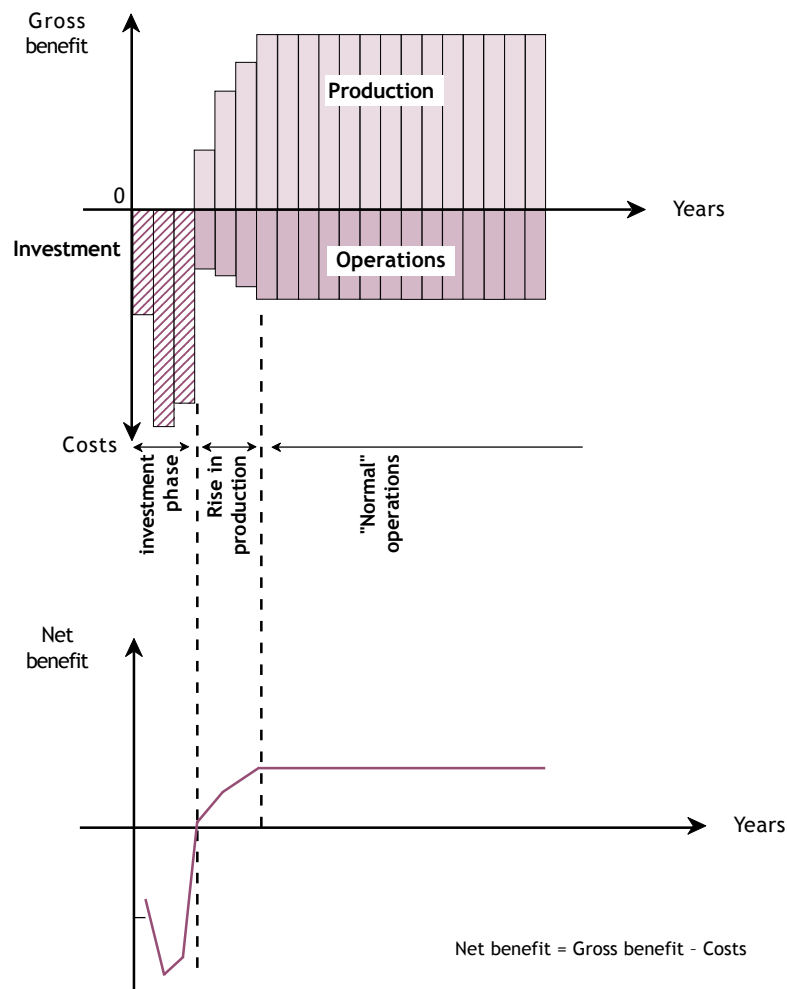 Gross
benefit
Production
0
Years
Investment
Operations
Costs
investment
phase
Rise in
production
"Normal"
operations
Net
benefit
Years
Net benefit = Gross benefit – Costs